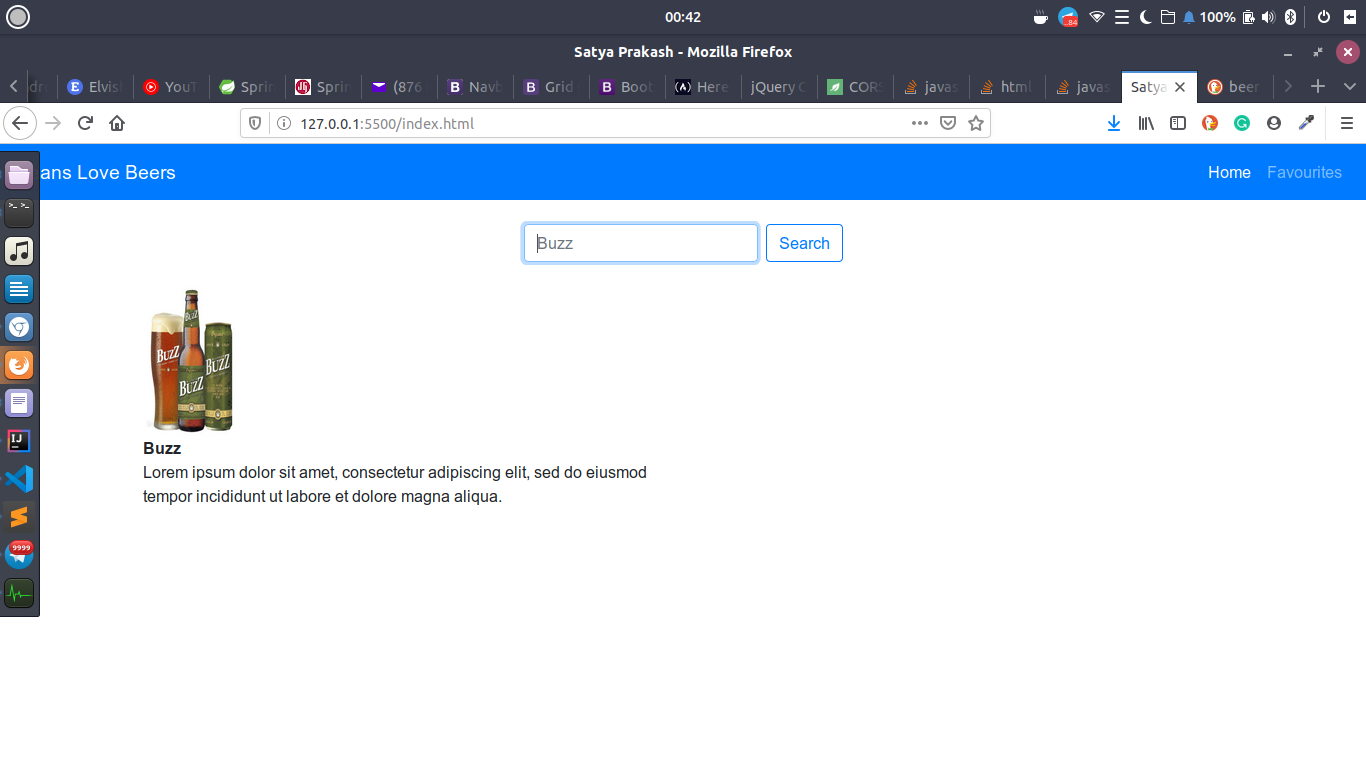 00:42
84
100%
Satya Prakash - Mozilla Firefox
Elvis
YouT
Sprin
Sprin
(876
Navb
Grid
Boot
Here
jQuery C
CORS
javas
html
javas
Satya
beer
127.0.0.1:5500/index.html
ans Love Beers
Home
Favourites
Buzz
Search
BUZZ
BUZZ
BUZZ
Buzz
Lorem ipsum dolor sit amet, consectetur adipiscing elit, sed do eiusmod
tempor incididunt ut labore et dolore magna aliqua.
>_ >_
IJ
9999